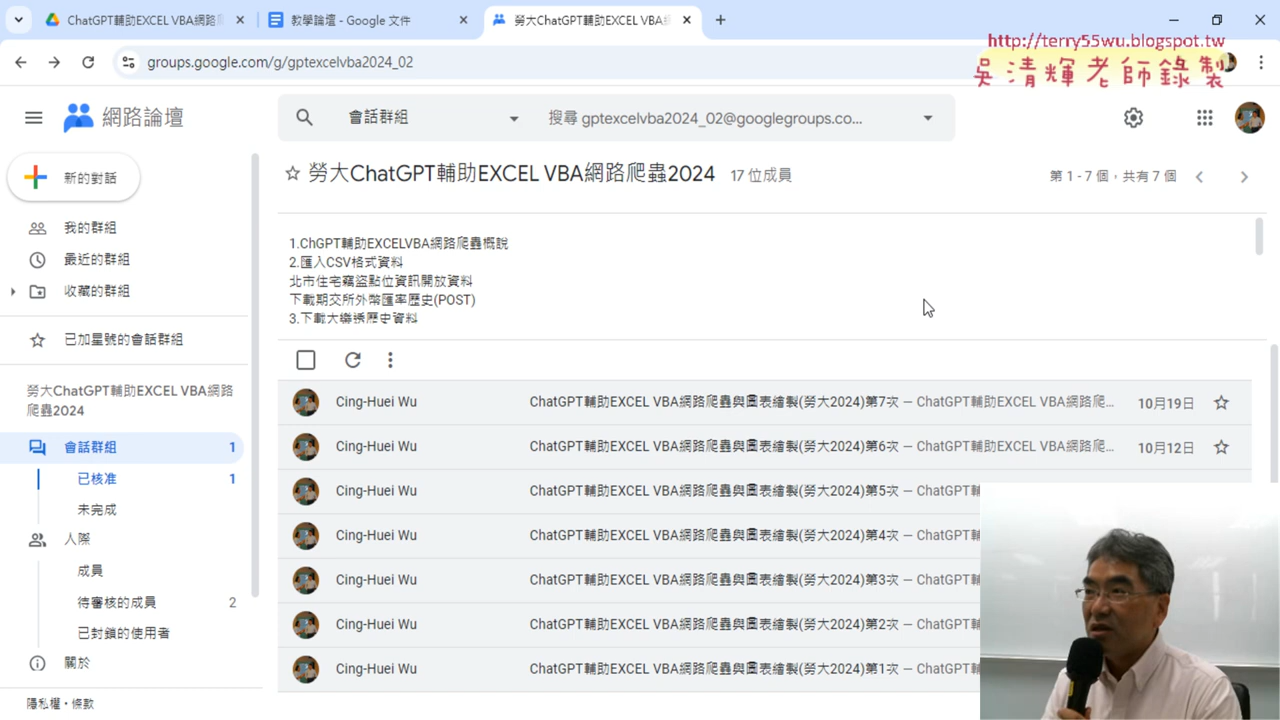 ChatGPT輔助EXCEL VBA網路爬
教學論壇 - Google 文件
勞大ChatGPT輔助EXCEL VBA網
http://terry55wu.blogspot.tw
吳清輝老師錄製
groups.google.com/g/gptexcelvba2024_02
網路論壇
會話群組
搜尋 gptexcelvba2024_02@googlegroups.co...
新的對話
我的群組
最近的群組
收藏的群組
已加星號的會話群組
勞大ChatGPT輔助EXCEL VBA網路
爬蟲2024
會話群組 1
已核准 1
未完成
人際
成員
待審核的成員 2
已封鎖的使用者
關於
隱私權 • 條款
勞大ChatGPT輔助EXCEL VBA網路爬蟲2024 17 位成員
第 1 - 7 個，共有 7 個
1.ChGPT輔助EXCELVBA網路爬蟲概說
2.匯入CSV格式資料
北市住宅竊盜點位資訊開放資料
下載期交所外幣匯率歷史(POST)
3.下載大樂透歷史資料
Cing-Huei Wu ChatGPT輔助EXCEL VBA網路爬蟲與圖表繪製(勞大2024)第7次 — ChatGPT輔助EXCEL VBA網路爬... 10月19日
Cing-Huei Wu ChatGPT輔助EXCEL VBA網路爬蟲與圖表繪製(勞大2024)第6次 — ChatGPT輔助EXCEL VBA網路爬... 10月12日
Cing-Huei Wu ChatGPT輔助EXCEL VBA網路爬蟲與圖表繪製(勞大2024)第5次 — ChatGPT輔
Cing-Huei Wu ChatGPT輔助EXCEL VBA網路爬蟲與圖表繪製(勞大2024)第4次 — ChatGPT輔
Cing-Huei Wu ChatGPT輔助EXCEL VBA網路爬蟲與圖表繪製(勞大2024)第3次 — ChatGPT輔
Cing-Huei Wu ChatGPT輔助EXCEL VBA網路爬蟲與圖表繪製(勞大2024)第2次 — ChatGPT輔
Cing-Huei Wu ChatGPT輔助EXCEL VBA網路爬蟲與圖表繪製(勞大2024)第1次 — ChatGPT輔